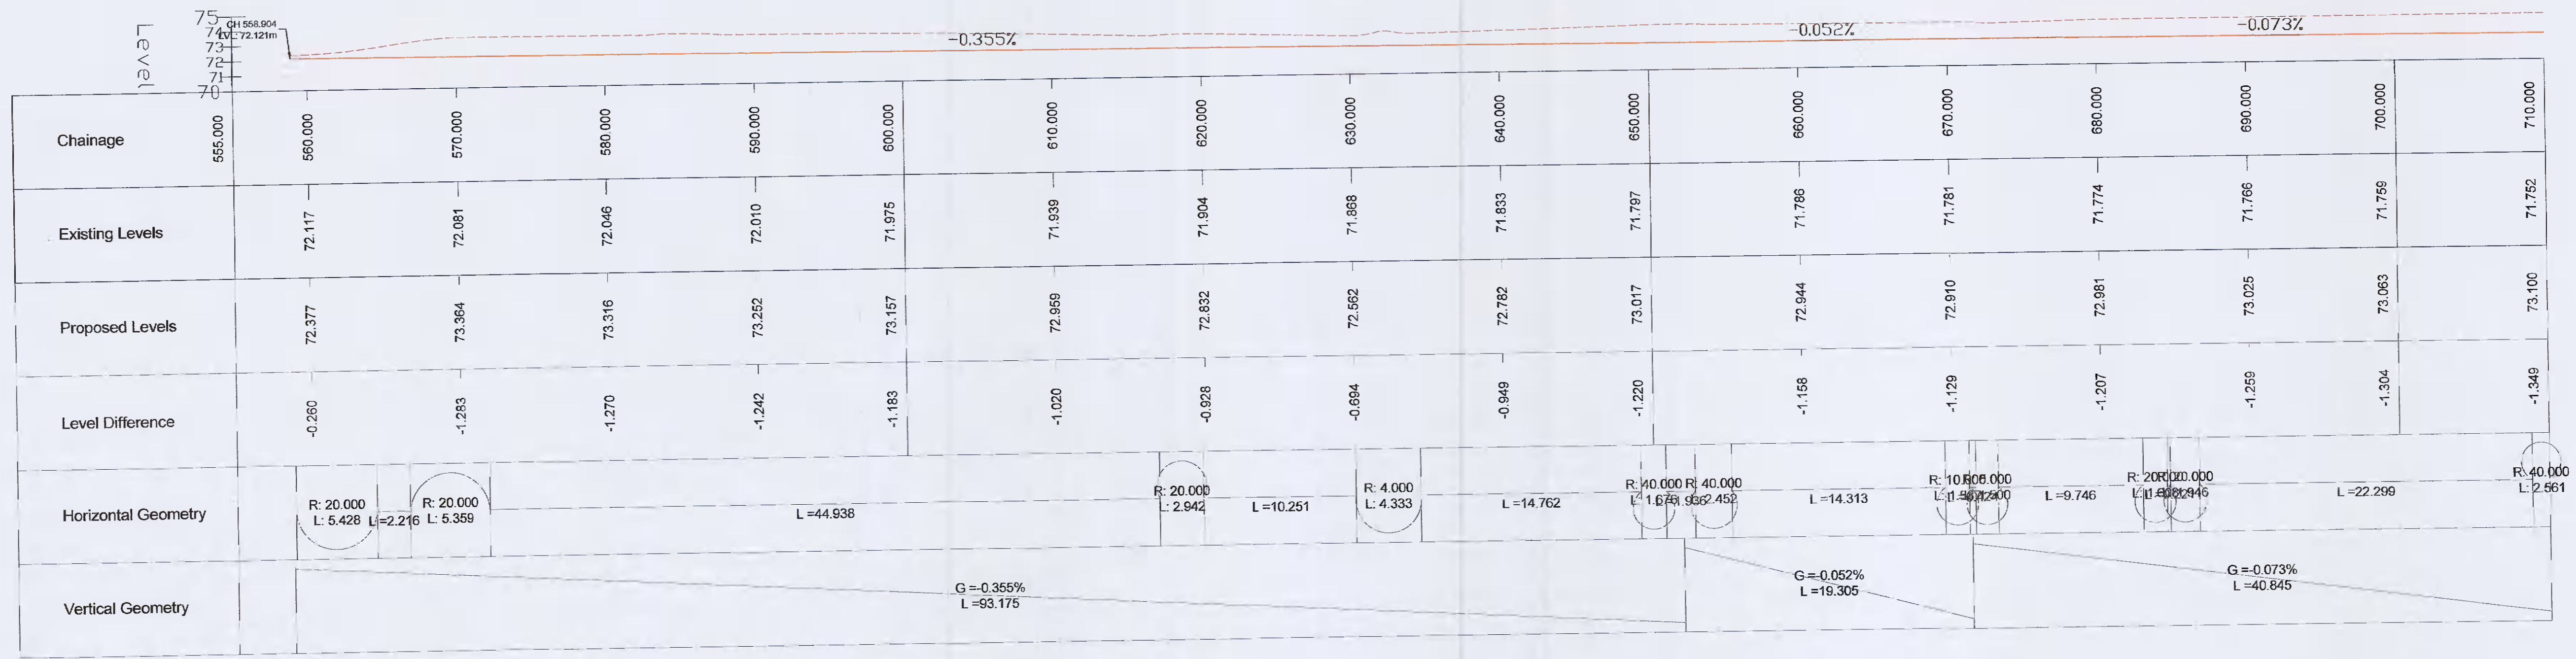 Level
75
74
73
72
71
70
CH 558.904
LVL: 72.121m
-0.355%
-0.052%
-0.073%
Chainage
555.000 560.000 570.000 580.000 590.000 600.000 610.000 620.000 630.000 640.000 650.000 660.000 670.000 680.000 690.000 700.000 710.000
Existing Levels
72.117 72.081 72.046 72.010 71.975 71.939 71.904 71.868 71.833 71.797 71.786 71.781 71.774 71.766 71.759 71.752
Proposed Levels
72.377 73.364 73.316 73.252 73.157 72.959 72.832 72.562 72.782 73.017 72.944 72.910 72.981 73.025 73.063 73.100
Level Difference
-0.260 -1.283 -1.270 -1.242 -1.183 -1.020 -0.928 -0.694 -0.949 -1.220 -1.158 -1.129 -1.207 -1.259 -1.304 -1.349
Horizontal Geometry
R: 20.000
L: 5.428
L =2.216
R: 20.000
L: 5.359
L =44.938
R: 20.000
L: 2.942
L =10.251
R: 4.000
L: 4.333
L =14.762
R: 40.000
L: 1.676
R: 40.000
L: 2.452
L =14.313
L =9.746
L =22.299
R: 40.000
L: 2.561
Vertical Geometry
G =-0.355%
L =93.175
G =-0.052%
L =19.305
G =-0.073%
L =40.845